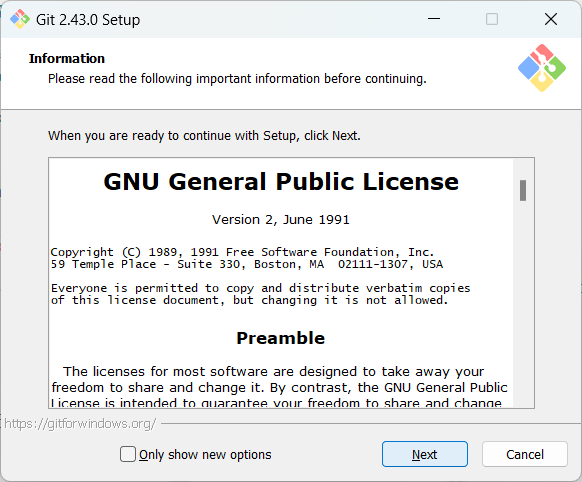 Git 2.43.0 Setup
Information
Please read the following important information before continuing.
When you are ready to continue with Setup, click Next.
GNU General Public License
Version 2, June 1991
Copyright (C) 1989, 1991 Free Software Foundation, Inc.
59 Temple Place - Suite 330, Boston, MA  02111-1307, USA
Everyone is permitted to copy and distribute verbatim copies
of this license document, but changing it is not allowed.
Preamble
The licenses for most software are designed to take away your
freedom to share and change it. By contrast, the GNU General Public
License is intended to guarantee your freedom to share and change
https://gitforwindows.org/
Only show new options
Next
Cancel